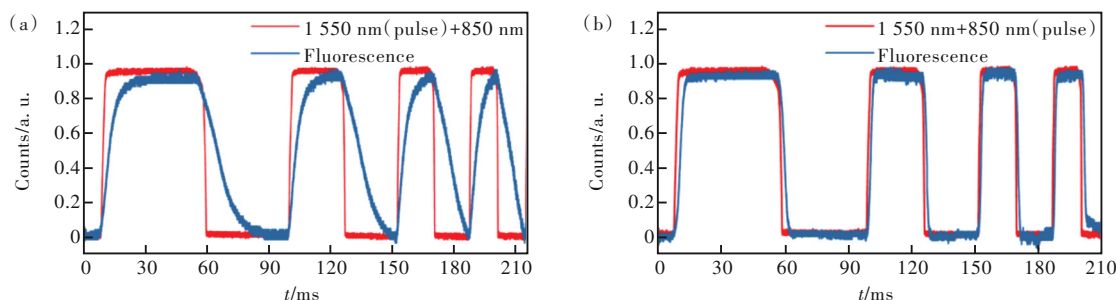 (a)
1 550 nm(pulse)+850 nm
Fluorescence
Counts/a. u.
1.2
1.0
0.8
0.6
0.4
0.2
0
0 30 60 90 120 150 180 210
t/ms
(b)
1 550 nm+850 nm(pulse)
Fluorescence
Counts/a. u.
1.2
1.0
0.8
0.6
0.4
0.2
0
0 30 60 90 120 150 180 210
t/ms